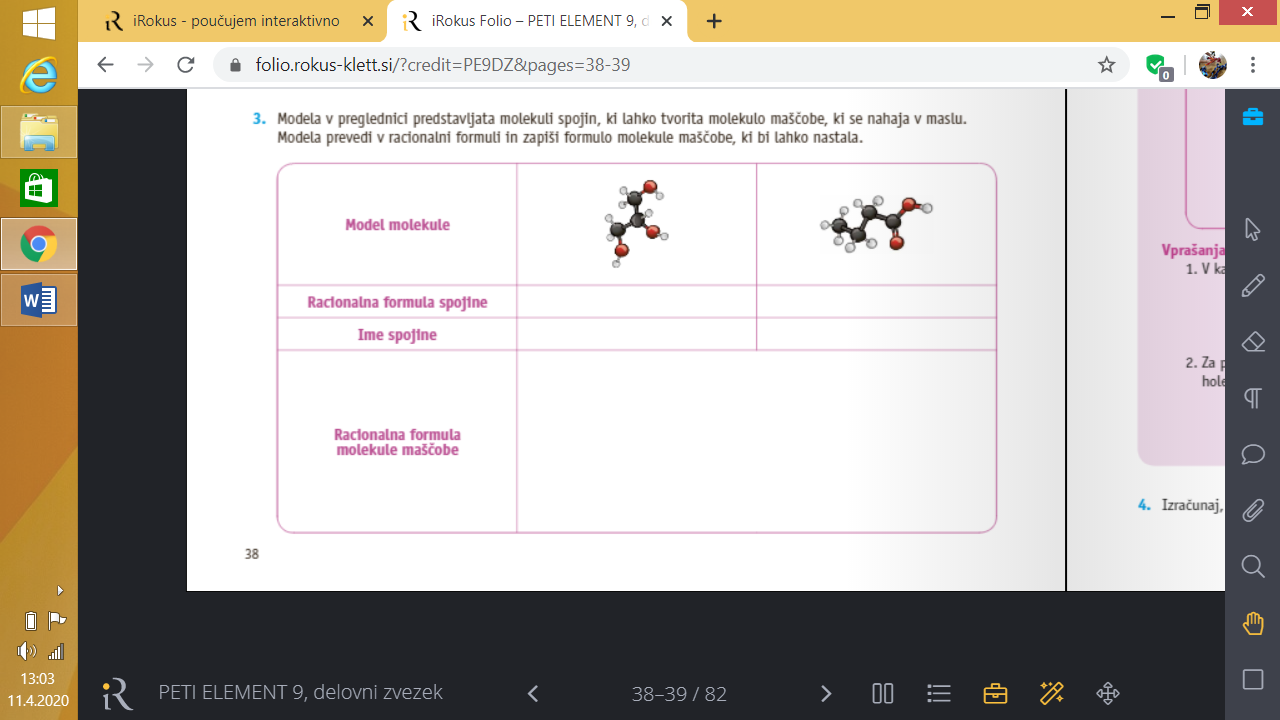 iRokus - poučujem interaktivno
iRokus Folio – PETI ELEMENT 9, d
folio.rokus-klett.si/?credit=PE9DZ&pages=38-39
0
3. Modela v preglednici predstavljata molekuli spojin, ki lahko tvorita molekulo maščobe, ki se nahaja v maslu.
Modela prevedi v racionalni formuli in zapiši formulo molekule maščobe, ki bi lahko nastala.
Model molekule
Racionalna formula spojine
Ime spojine
Racionalna formula
molekule maščobe
38
Vprašanja
1. V ka
2. Za p
hole
4. Izračunaj,
13:03
11.4.2020
iR
PETI ELEMENT 9, delovni zvezek
38–39 / 82